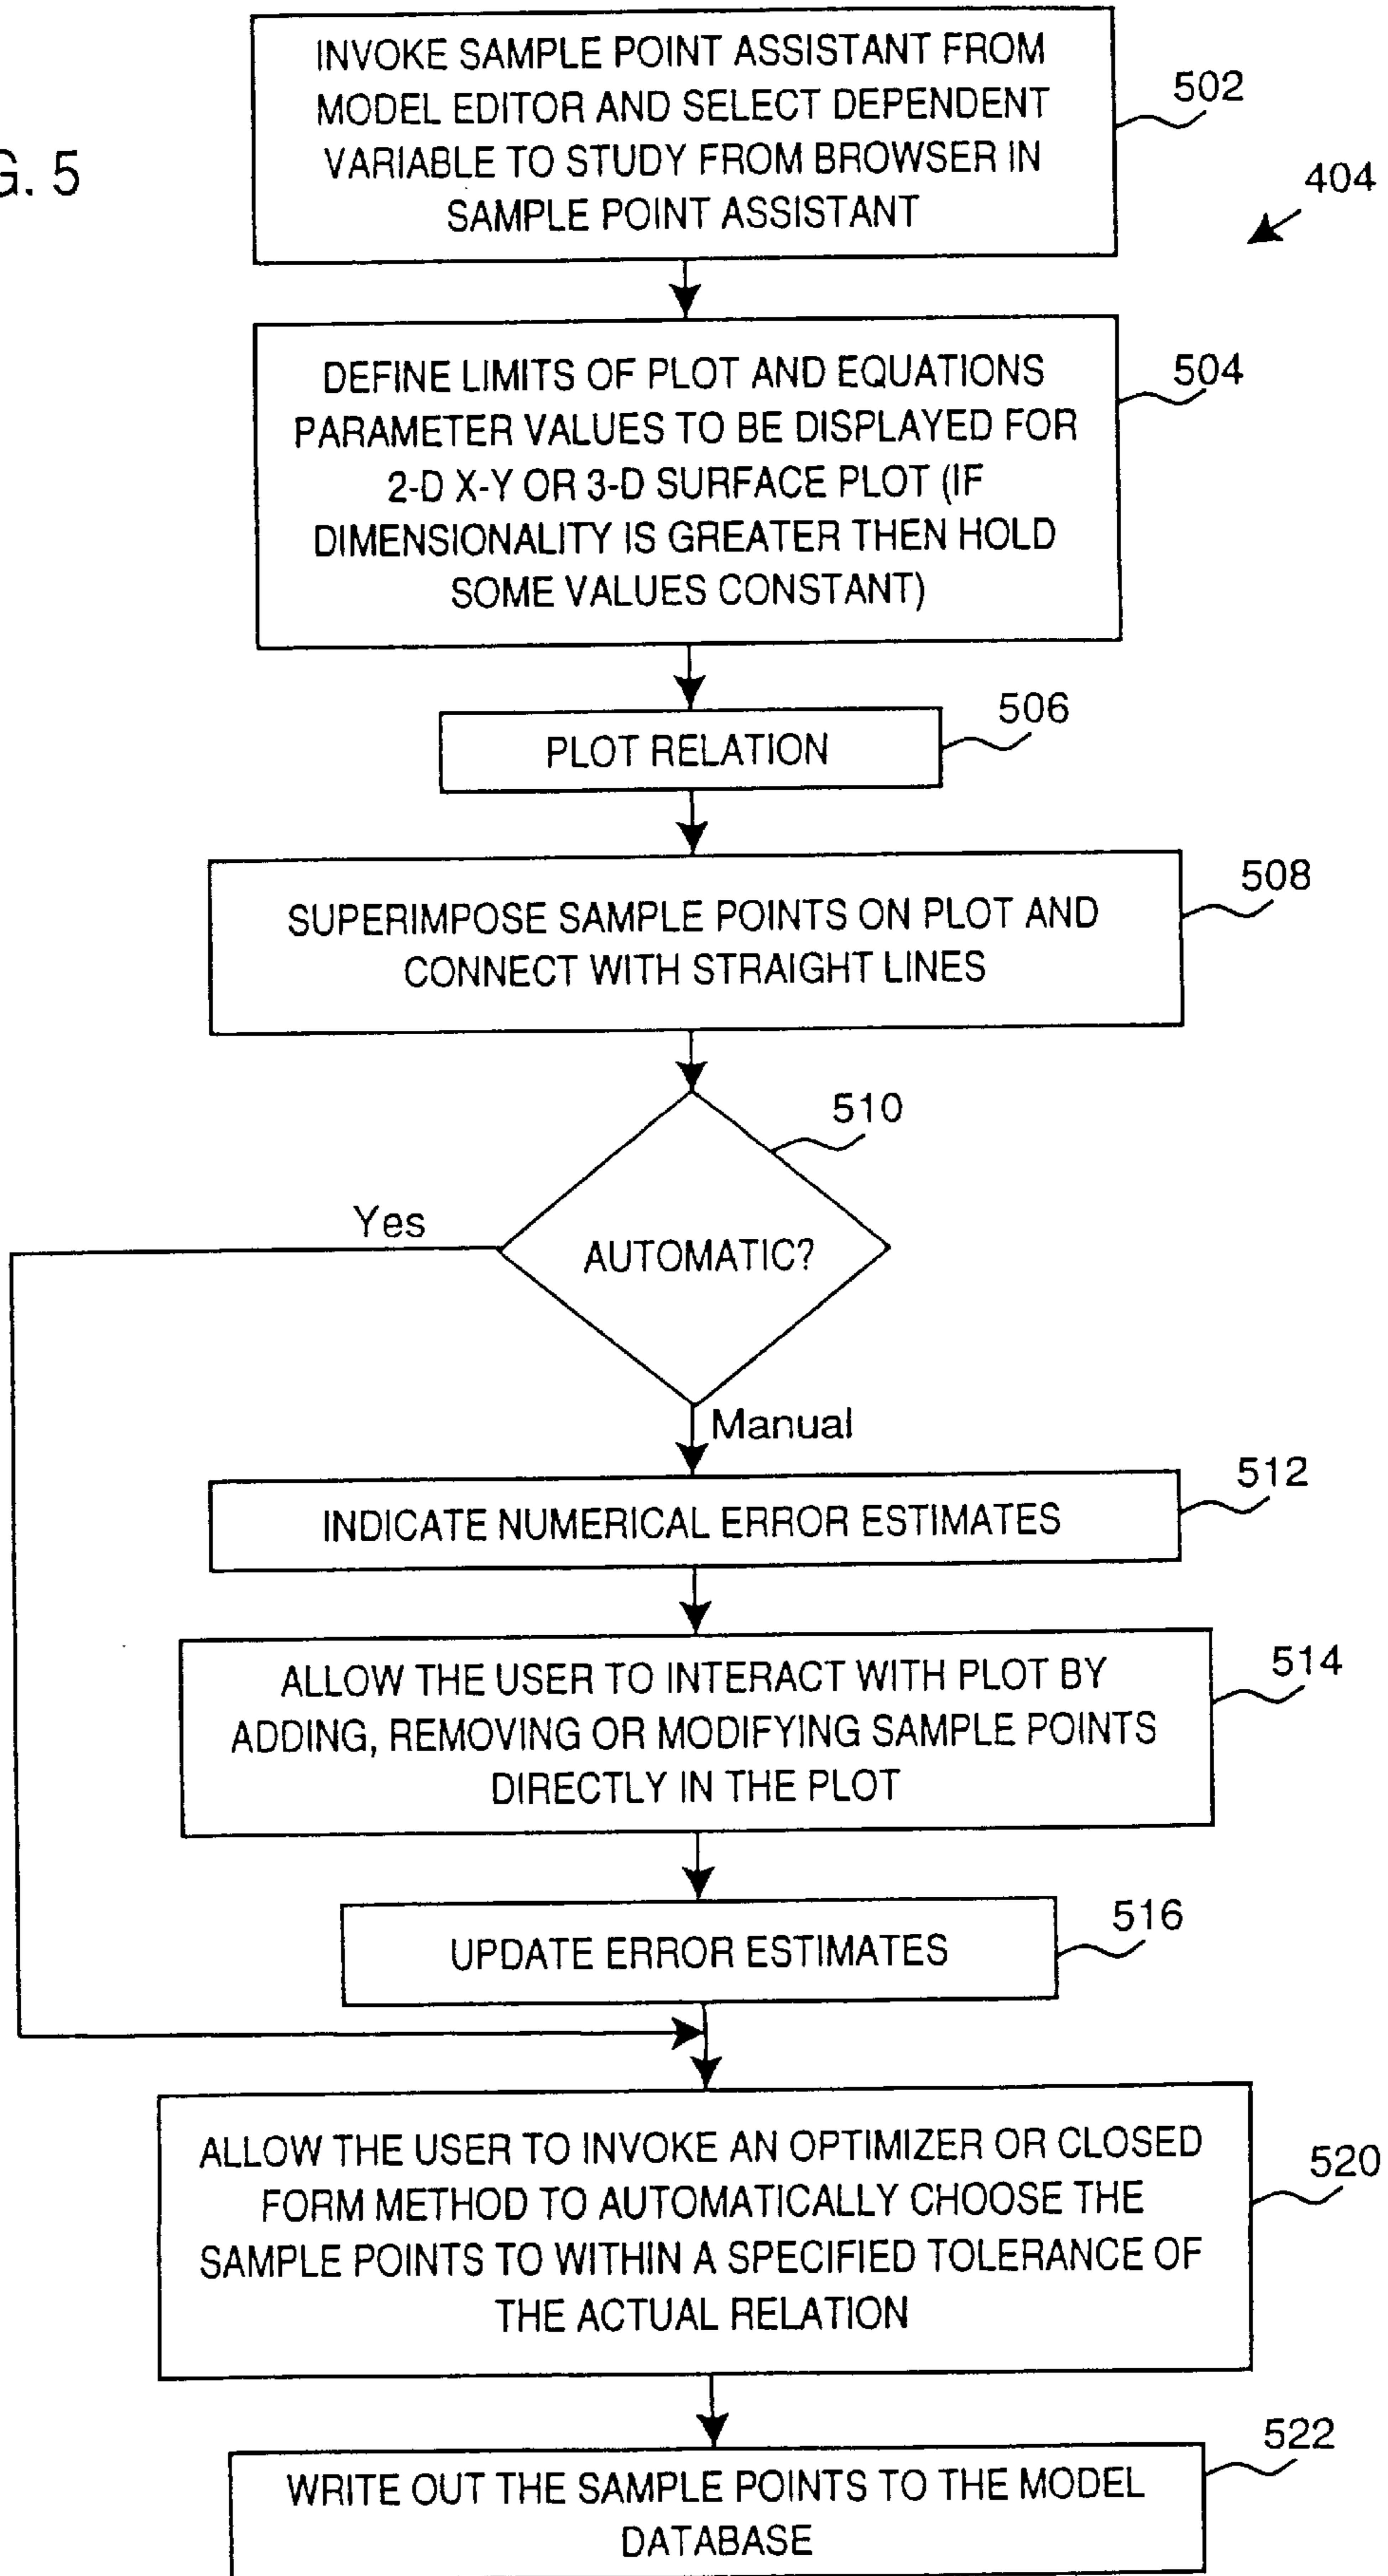 INVOKE SAMPLE POINT ASSISTANT FROM
MODEL EDITOR AND SELECT DEPENDENT
VARIABLE TO STUDY FROM BROWSER IN
SAMPLE POINT ASSISTANT
502
G. 5
404
DEFINE LIMITS OF PLOT AND EQUATIONS
PARAMETER VALUES TO BE DISPLAYED FOR
2-D X-Y OR 3-D SURFACE PLOT (IF
DIMENSIONALITY IS GREATER THEN HOLD
SOME VALUES CONSTANT)
504
PLOT RELATION
506
SUPERIMPOSE SAMPLE POINTS ON PLOT AND
CONNECT WITH STRAIGHT LINES
508
510
Yes
AUTOMATIC?
Manual
INDICATE NUMERICAL ERROR ESTIMATES
512
ALLOW THE USER TO INTERACT WITH PLOT BY
ADDING, REMOVING OR MODIFYING SAMPLE POINTS
DIRECTLY IN THE PLOT
514
UPDATE ERROR ESTIMATES
516
ALLOW THE USER TO INVOKE AN OPTIMIZER OR CLOSED
FORM METHOD TO AUTOMATICALLY CHOOSE THE
SAMPLE POINTS TO WITHIN A SPECIFIED TOLERANCE OF
THE ACTUAL RELATION
520
WRITE OUT THE SAMPLE POINTS TO THE MODEL
DATABASE
522